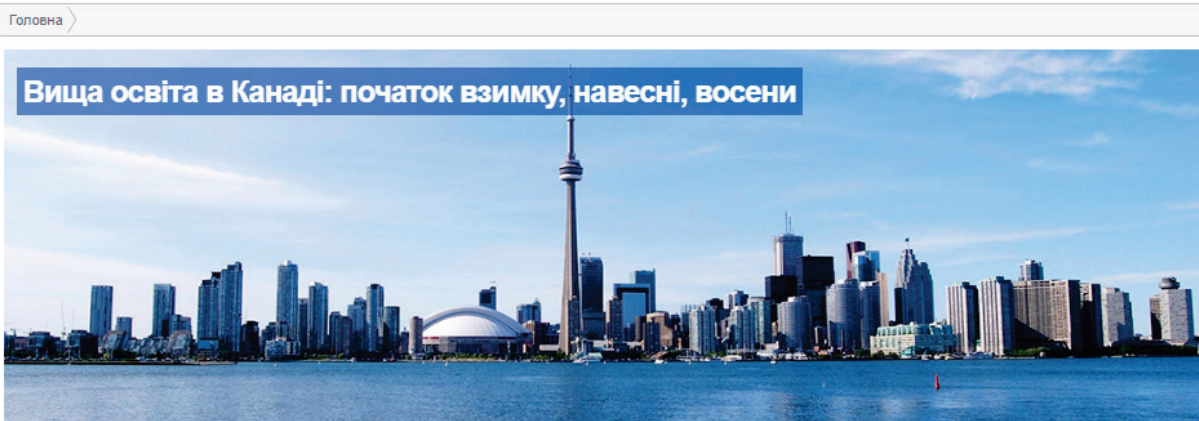 Головна
Вища освіта в Канаді: початок взимку, навесні, восени